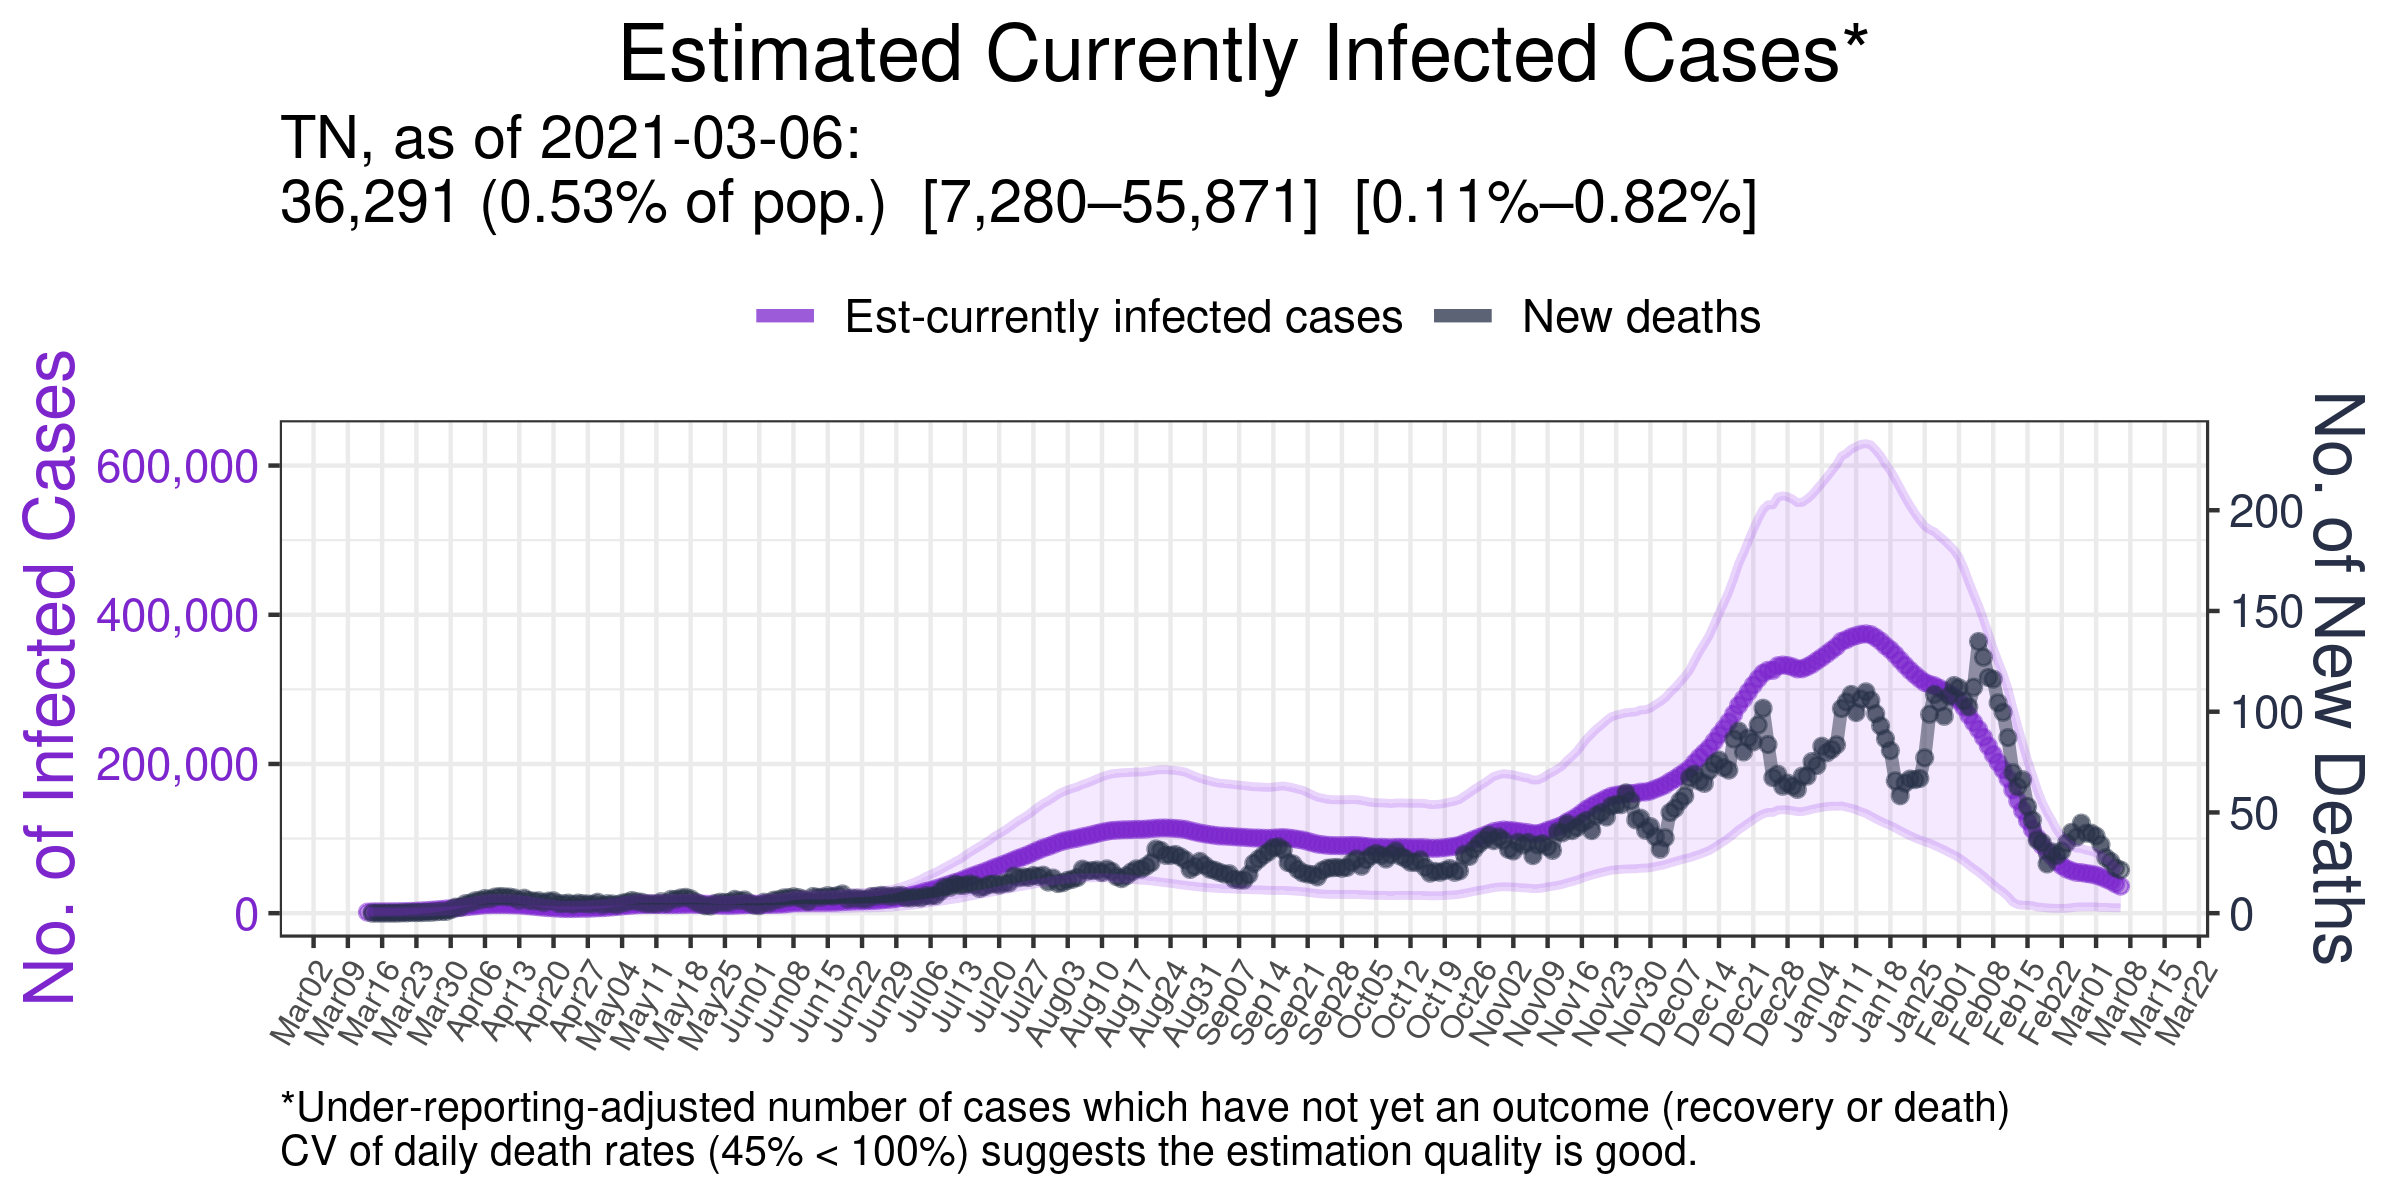 Estimated Currently Infected Cases*
TN, as of 2021-03-06:
36,291 (0.53% of pop.) [7,280–55,871] [0.11%–0.82%]
Est-currently infected cases New deaths
No. of Infected Cases
600,000
400,000
200,000
0
200
150
100
50
0
No. of New Deaths
Mar02 Mar09 Mar16 Mar23 Mar30 Apr06 Apr13 Apr20 Apr27 May04 May11 May18 May25 Jun01 Jun08 Jun15 Jun22 Jun29 Jul06 Jul13 Jul20 Jul27 Aug03 Aug10 Aug17 Aug24 Aug31 Sep07 Sep14 Sep21 Sep28 Oct05 Oct12 Oct19 Oct26 Nov02 Nov09 Nov16 Nov23 Nov30 Dec07 Dec14 Dec21 Dec28 Jan04 Jan11 Jan18 Jan25 Feb01 Feb08 Feb15 Feb22 Mar01 Mar08 Mar15 Mar22
*Under-reporting-adjusted number of cases which have not yet an outcome (recovery or death)
CV of daily death rates (45% < 100%) suggests the estimation quality is good.